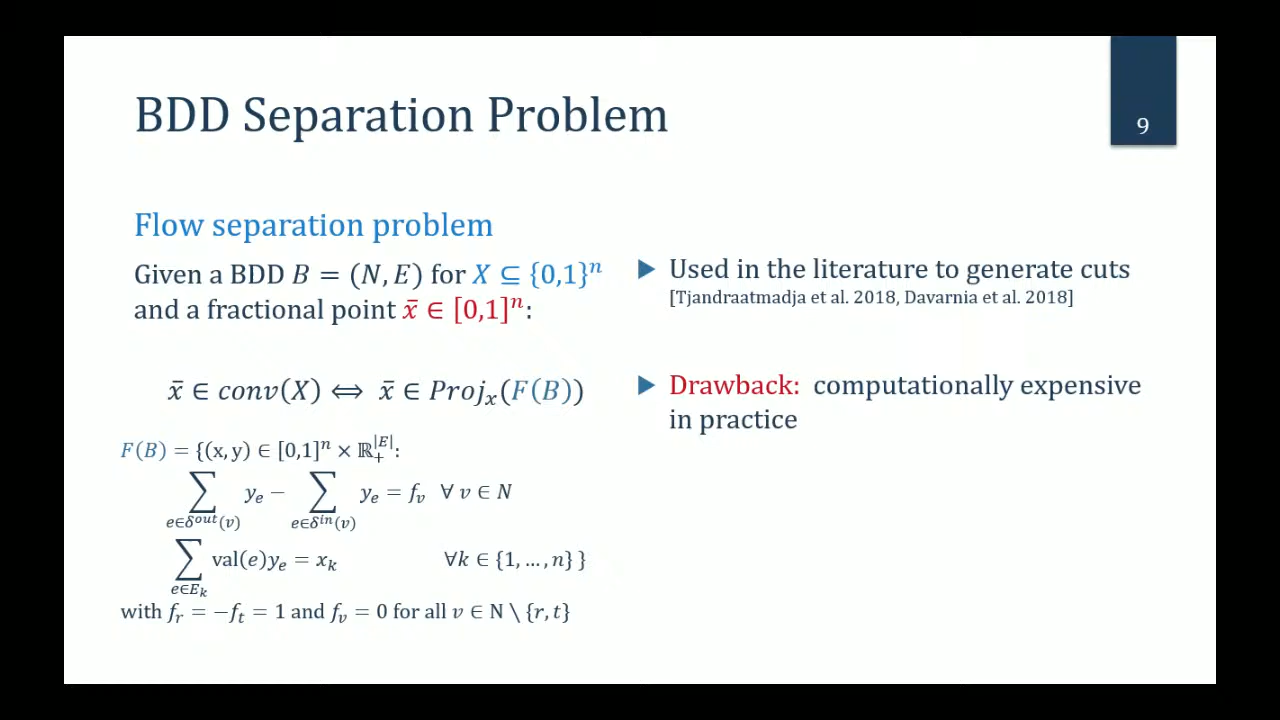 BDD Separation Problem
9
Flow separation problem
Given a BDD B = (N, E) for X ⊆ {0,1}ⁿ
and a fractional point x̄ ∈ [0,1]ⁿ:
x̄ ∈ conv(X) ⟺ x̄ ∈ Projₓ(F(B))
F(B) = {(x, y) ∈ [0,1]ⁿ × ℝ₊^|E|:
∑_{e∈δ^out(v)} y_e − ∑_{e∈δ^in(v)} y_e = f_v ∀ v ∈ N
∑_{e∈E_k} val(e)y_e = x_k ∀k ∈ {1, …, n} }
with f_r = −f_t = 1 and f_v = 0 for all v ∈ N \ {r, t}
▶ Used in the literature to generate cuts
[Tjandraatmadja et al. 2018, Davarnia et al. 2018]
▶ Drawback: computationally expensive
in practice